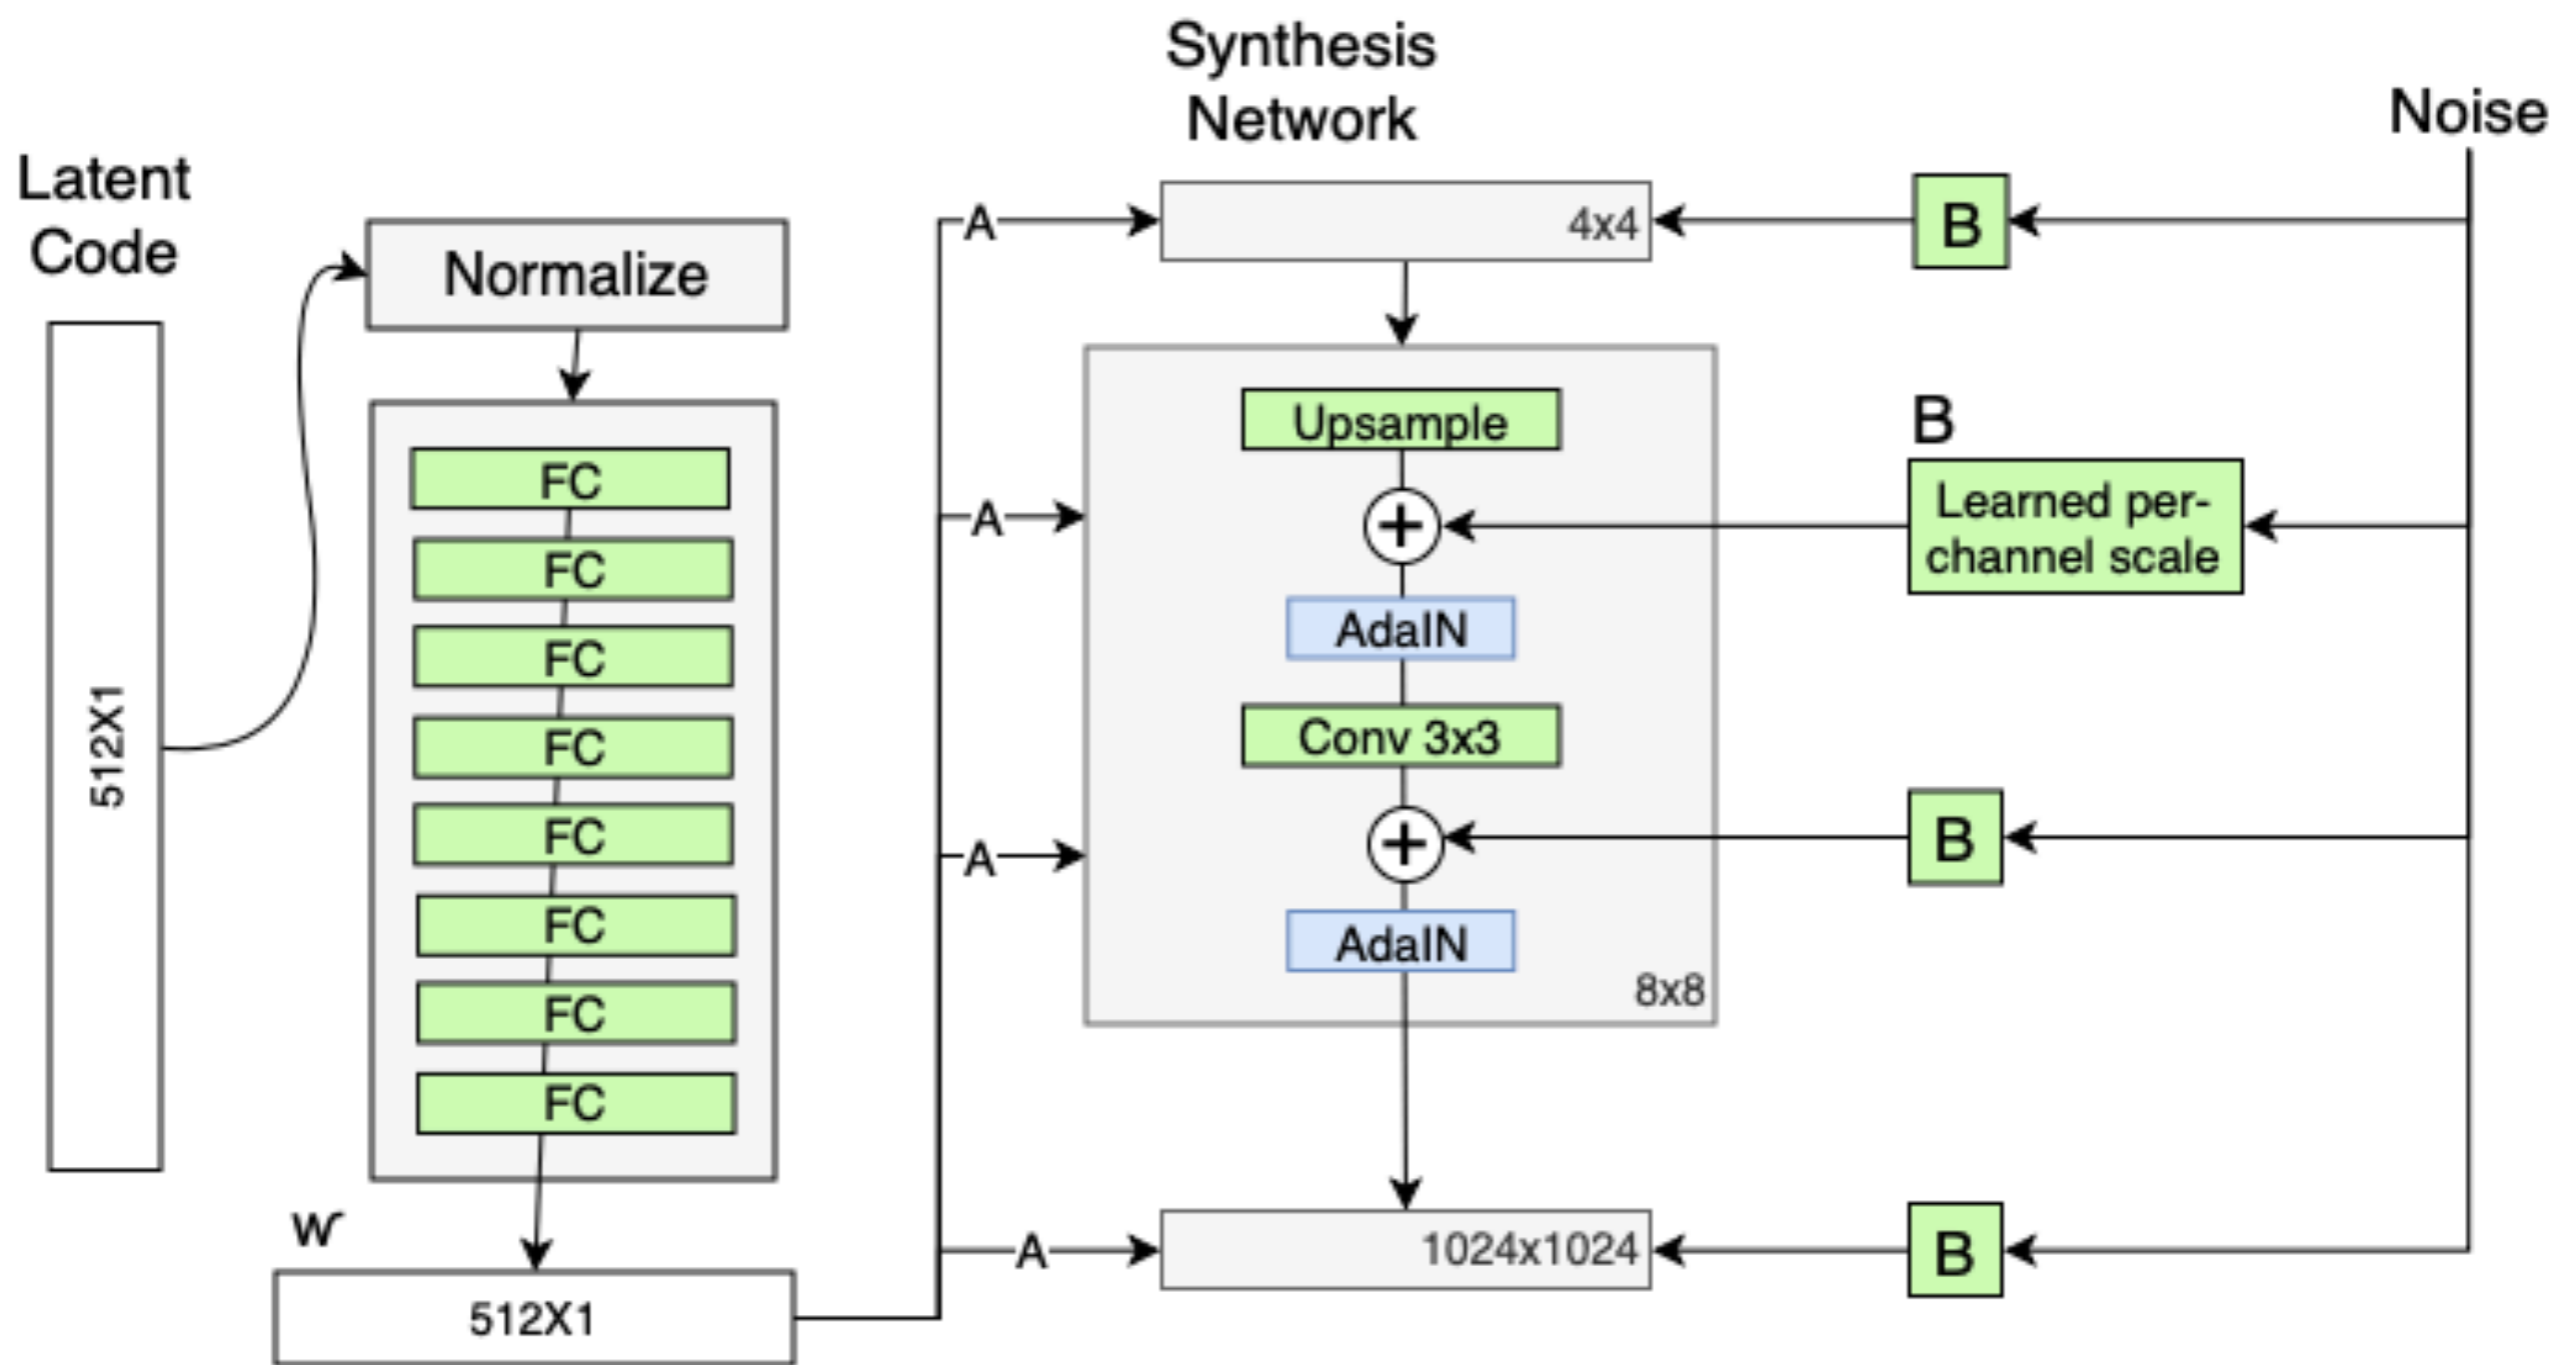 Latent
Code
512X1
Normalize
FC
FC
FC
FC
FC
FC
FC
FC
w
512X1
Synthesis
Network
A
4x4
A
Upsample
+
AdaIN
Conv 3x3
A
+
AdaIN
8x8
A
1024x1024
Noise
B
B
Learned per-
channel scale
B
B